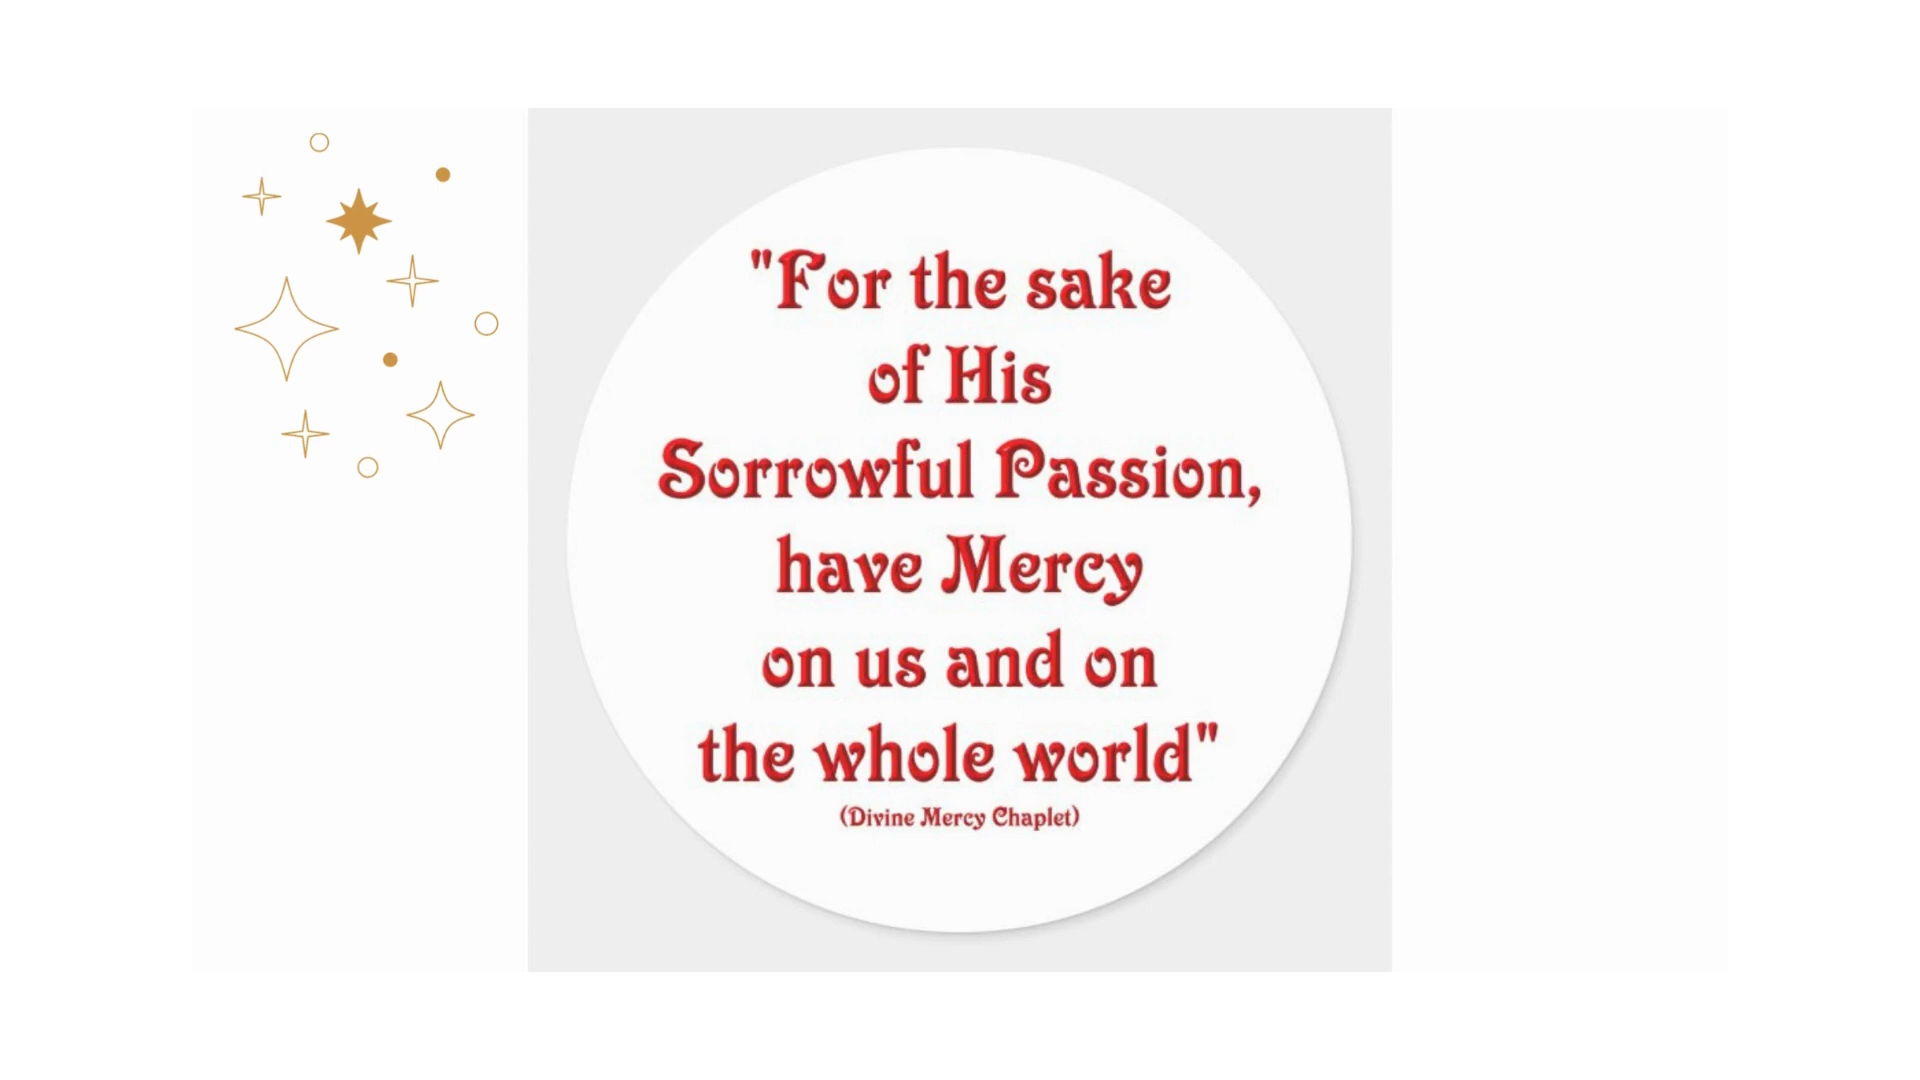 "For the sake
of His
Sorrowful Passion,
have Mercy
on us and on
the whole world"
(Divine Mercy Chaplet)